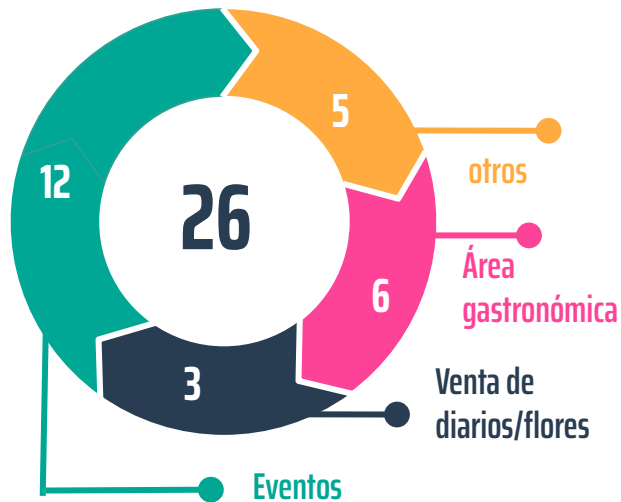 5
otros
12
26
Área
gastronómica
6
3
Venta de
diarios/flores
Eventos